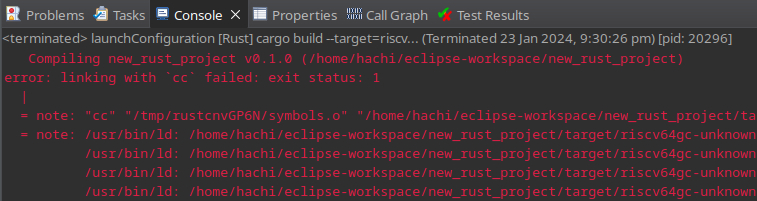 Problems Tasks Console Properties Call Graph Test Results
<terminated> launchConfiguration [Rust] cargo build --target=riscv... (Terminated 23 Jan 2024, 9:30:26 pm) [pid: 20296]
Compiling new_rust_project v0.1.0 (/home/hachi/eclipse-workspace/new_rust_project)
error: linking with `cc` failed: exit status: 1
|
= note: "cc" "/tmp/rustcnvGP6N/symbols.o" "/home/hachi/eclipse-workspace/new_rust_project/ta
= note: /usr/bin/ld: /home/hachi/eclipse-workspace/new_rust_project/target/riscv64gc-unknown
/usr/bin/ld: /home/hachi/eclipse-workspace/new_rust_project/target/riscv64gc-unknown
/usr/bin/ld: /home/hachi/eclipse-workspace/new_rust_project/target/riscv64gc-unknown
/usr/bin/ld: /home/hachi/eclipse-workspace/new_rust_project/target/riscv64gc-unknown